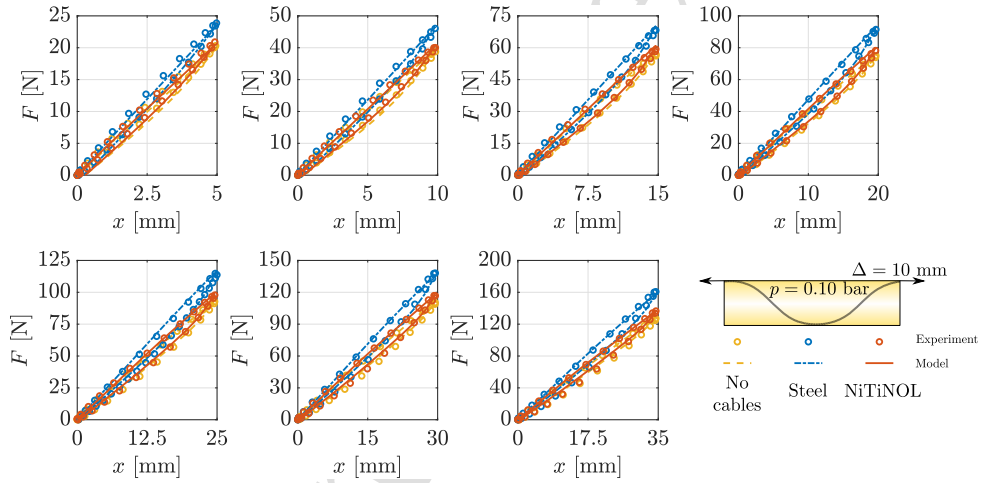 25
20
15
10
5
0
F [N]
0 2.5 5
x [mm]
50
40
30
20
10
0
F [N]
0 5 10
x [mm]
75
60
45
30
15
0
F [N]
0 7.5 15
x [mm]
100
80
60
40
20
0
F [N]
0 10 20
x [mm]
125
100
75
50
25
0
F [N]
0 12.5 25
x [mm]
150
120
90
60
30
0
F [N]
0 15 30
x [mm]
200
160
120
80
40
0
F [N]
0 17.5 35
x [mm]
Δ = 10 mm
p = 0.10 bar
Experiment
Model
No cables
Steel
NiTiNOL